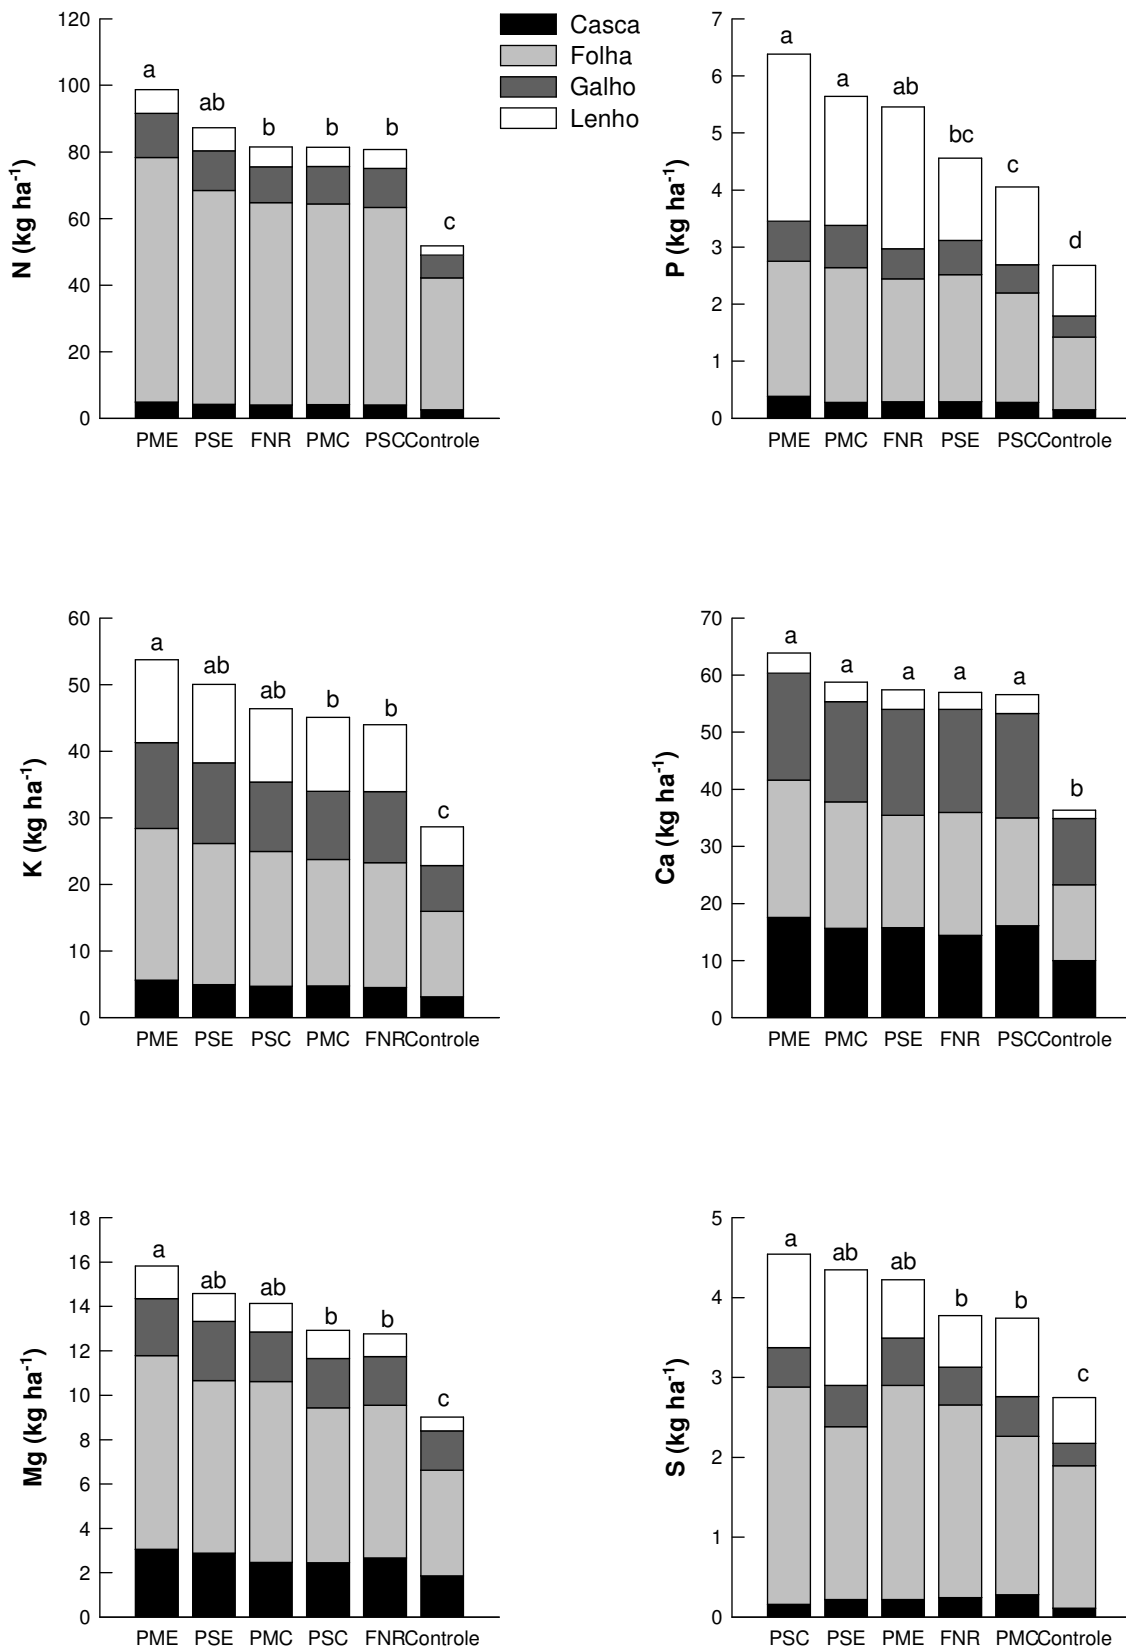 Casca
Folha
Galho
Lenho
N (kg ha-1)
120
100
80
60
40
20
0
a
ab
b
b
b
c
PME PSE FNR PMC PSC Controle
P (kg ha-1)
7
6
5
4
3
2
1
0
a
a
ab
bc
c
d
PME PMC FNR PSE PSC Controle
K (kg ha-1)
60
50
40
30
20
10
0
a
ab
ab
b
b
c
PME PSE PSC PMC FNR Controle
Ca (kg ha-1)
70
60
50
40
30
20
10
0
a
a
a
a
a
b
PME PMC PSE FNR PSC Controle
Mg (kg ha-1)
18
16
14
12
10
8
6
4
2
0
a
ab
ab
b
b
c
PME PSE PMC PSC FNR Controle
S (kg ha-1)
5
4
3
2
1
0
a
ab
ab
b
b
c
PSC PSE PME FNR PMC Controle